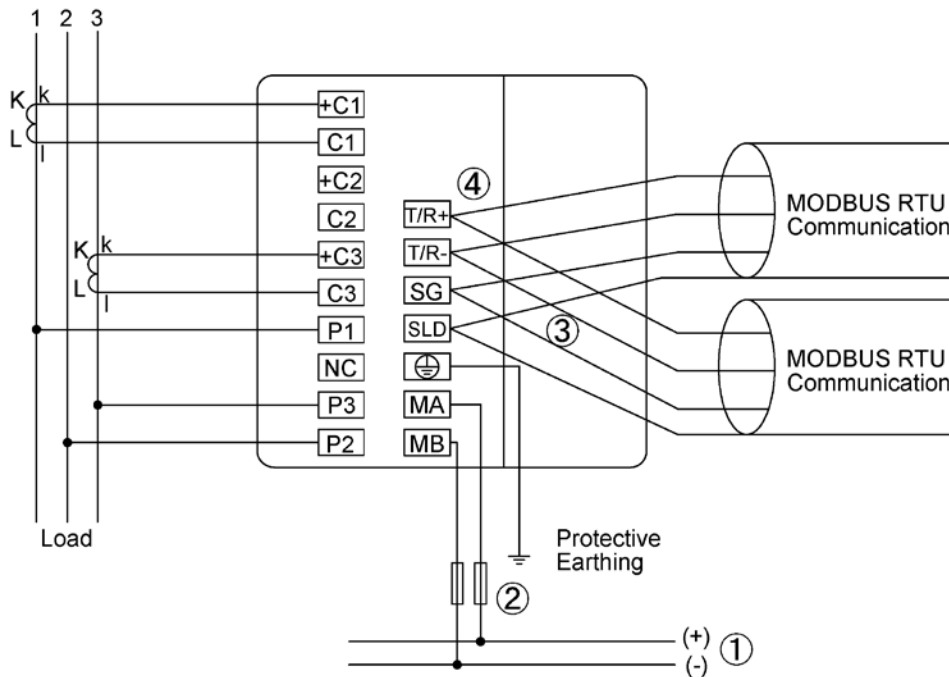 1 2 3
K k
L l
K k
L l
+C1
C1
+C2
C2
+C3
C3
P1
NC
P3
P2
④
T/R+
T/R-
SG
SLD
MA
MB
③
MODBUS RTU
Communication
MODBUS RTU
Communication
Load
Protective
Earthing
②
(+)
(-)
①